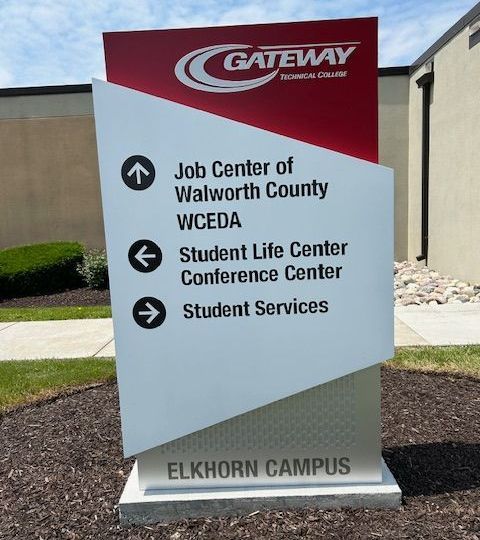 GATEWAY
TECHNICAL COLLEGE
Job Center of
Walworth County
WCEDA
Student Life Center
Conference Center
Student Services
ELKHORN CAMPUS